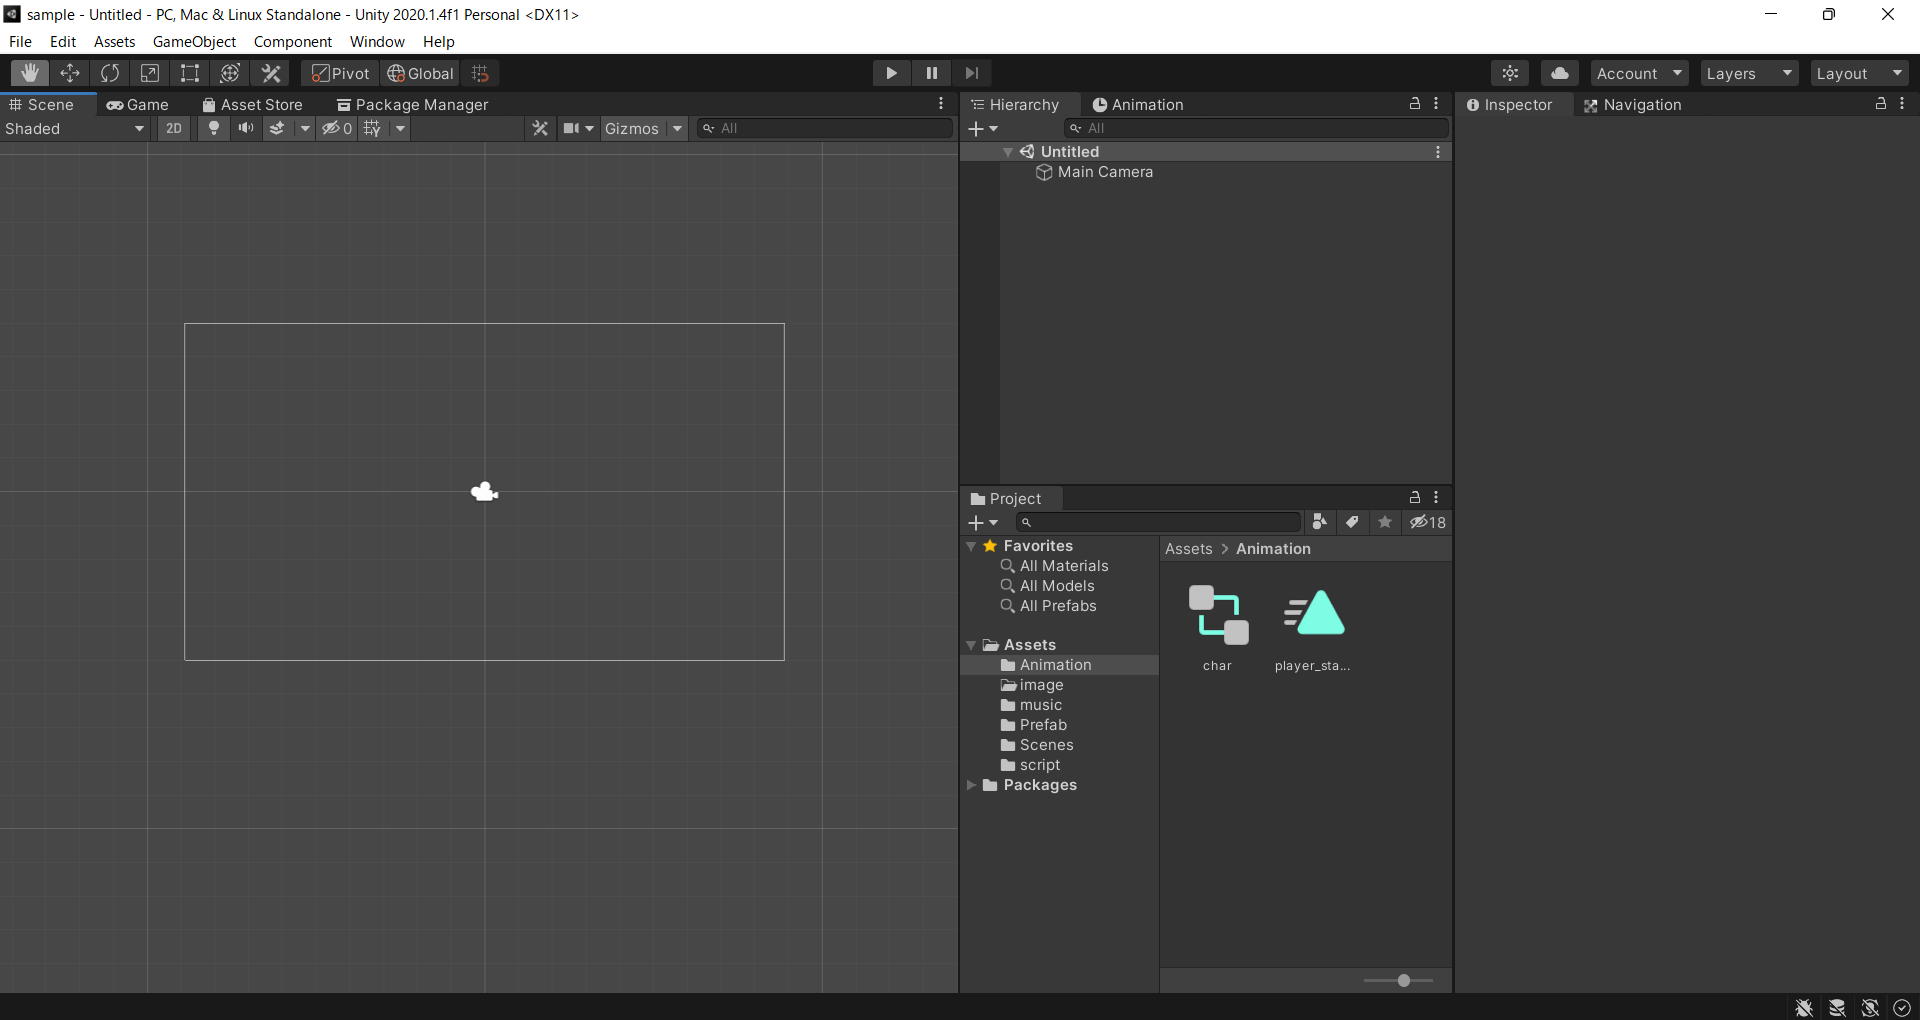 sample - Untitled - PC, Mac & Linux Standalone - Unity 2020.1.4f1 Personal <DX11>
File Edit Assets GameObject Component Window Help
Pivot Global Account Layers Layout
Scene Game Asset Store Package Manager
Shaded 2D 0 Gizmos All
Hierarchy Animation
All
Untitled
Main Camera
Project
18
Favorites
All Materials
All Models
All Prefabs
Assets
Animation
image
music
Prefab
Scenes
script
Packages
Assets > Animation
char player_sta...
Inspector Navigation